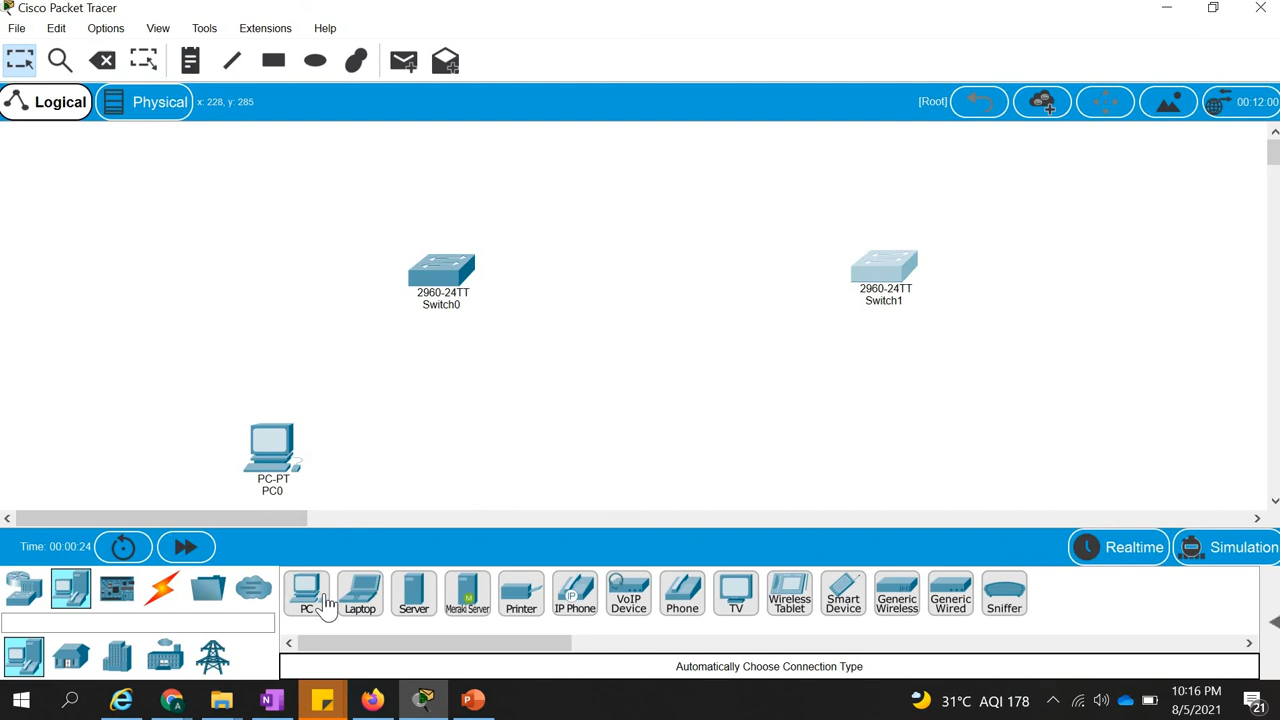 Cisco Packet Tracer
File Edit Options View Tools Extensions Help
Logical Physical x: 228, y: 285 [Root] 00:12:00
2960-24TT
Switch0
2960-24TT
Switch1
PC-PT
PC0
Time: 00:00:24 Realtime Simulation
PC Laptop Server Meraki Server Printer IP Phone VoIP Device Phone TV Wireless Tablet Smart Device Generic Wireless Generic Wired Sniffer
Automatically Choose Connection Type
31°C AQI 178
10:16 PM
8/5/2021
21